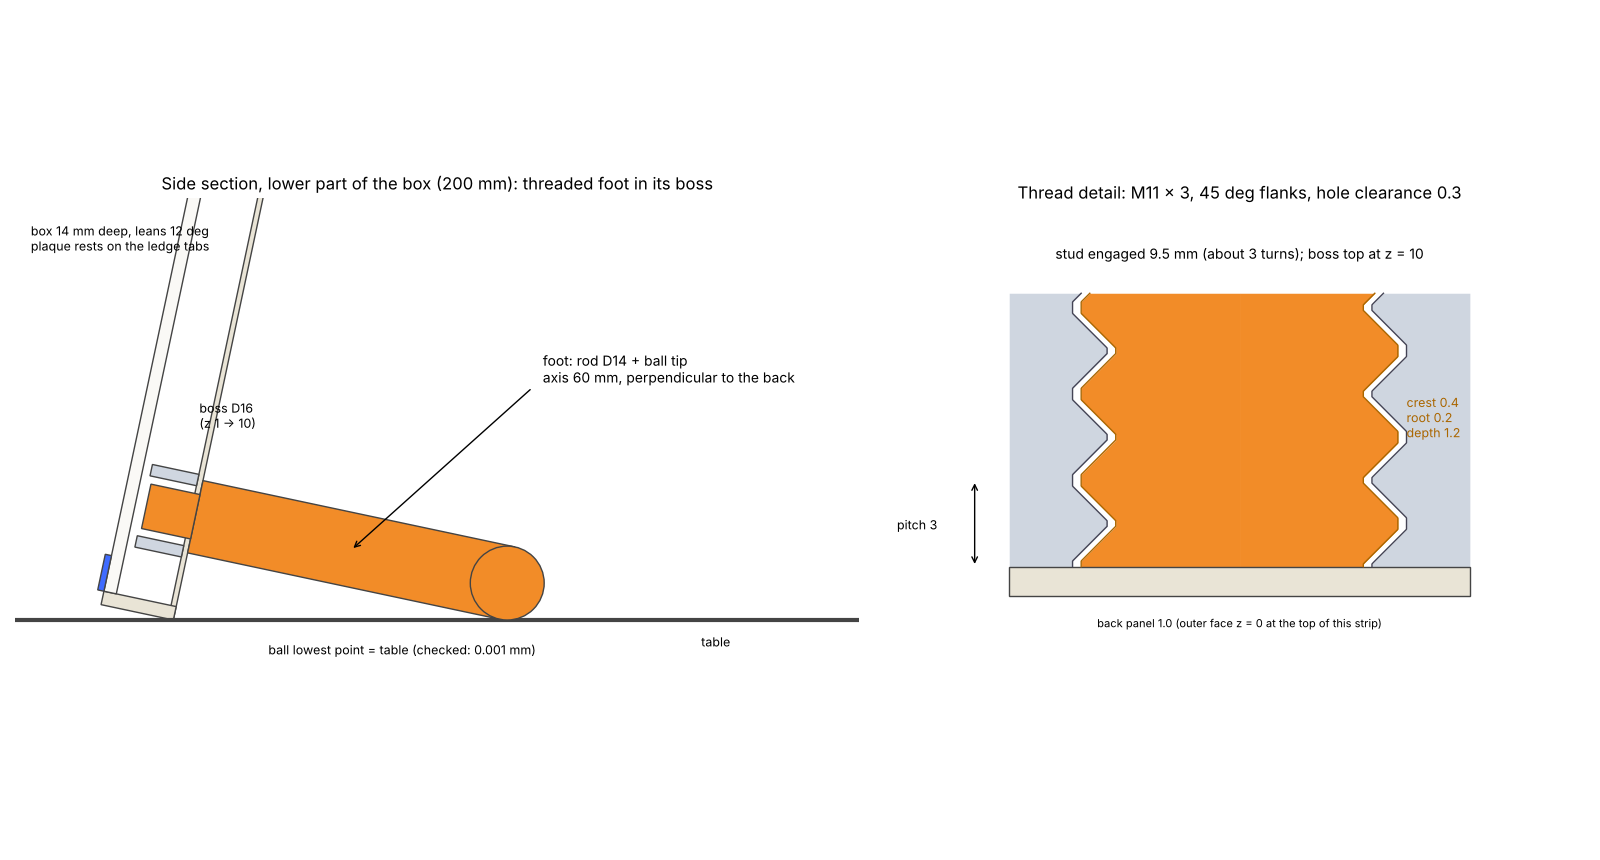 Side section, lower part of the box (200 mm): threaded foot in its boss
box 14 mm deep, leans 12 deg
plaque rests on the ledge tabs
foot: rod D14 + ball tip
axis 60 mm, perpendicular to the back
boss D16
(z 1 → 10)
ball lowest point = table (checked: 0.001 mm)
table
Thread detail: M11 × 3, 45 deg flanks, hole clearance 0.3
stud engaged 9.5 mm (about 3 turns); boss top at z = 10
crest 0.4
root 0.2
depth 1.2
pitch 3
back panel 1.0 (outer face z = 0 at the top of this strip)